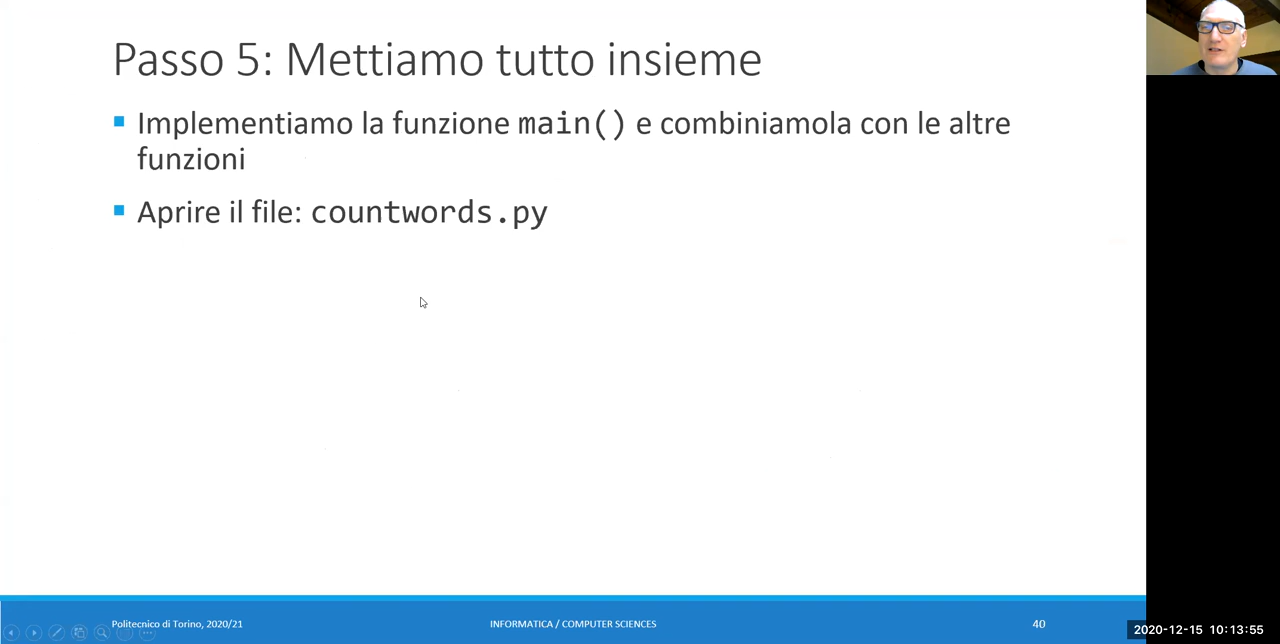 Passo 5: Mettiamo tutto insieme
Implementiamo la funzione main() e combiniamola con le altre
funzioni
Aprire il file: countwords.py
Politecnico di Torino, 2020/21
INFORMATICA / COMPUTER SCIENCES
40
2020-12-15 10:13:55